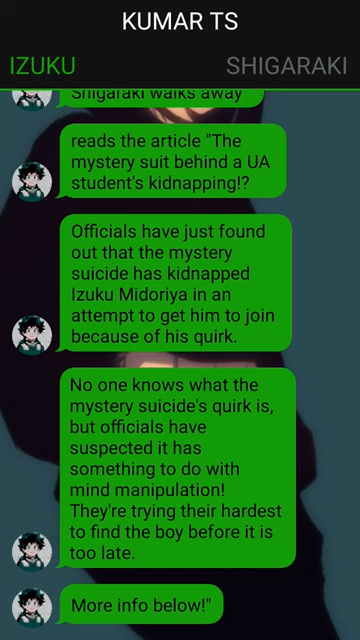 KUMAR TS
IZUKU
SHIGARAKI
Shigaraki walks away
reads the article "The
mystery suit behind a UA
student's kidnapping!?
Officials have just found
out that the mystery
suicide has kidnapped
Izuku Midoriya in an
attempt to get him to join
because of his quirk.
No one knows what the
mystery suicide's quirk is,
but officials have
suspected it has
something to do with
mind manipulation!
They're trying their hardest
to find the boy before it is
too late.
More info below!"